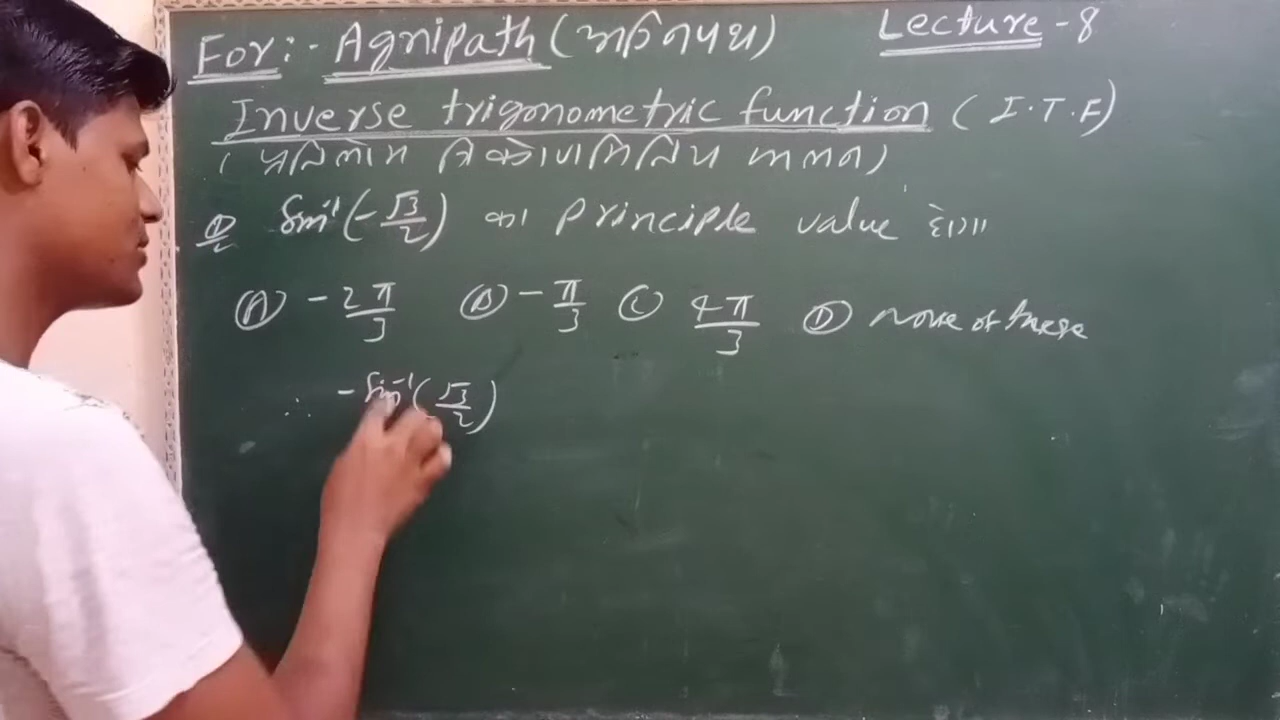 For:- Agnipath (अग्निपथ) Lecture-8
Inverse trigonometric function (I.T.F)
(प्रतिलोम त्रिकोणमितिय फलन)
Q sin⁻¹(-√3/2) का principle value होगा
(A) -2π/3 (B) -π/3 (C) 4π/3 (D) none of these
∴ -sin⁻¹(√3/2)